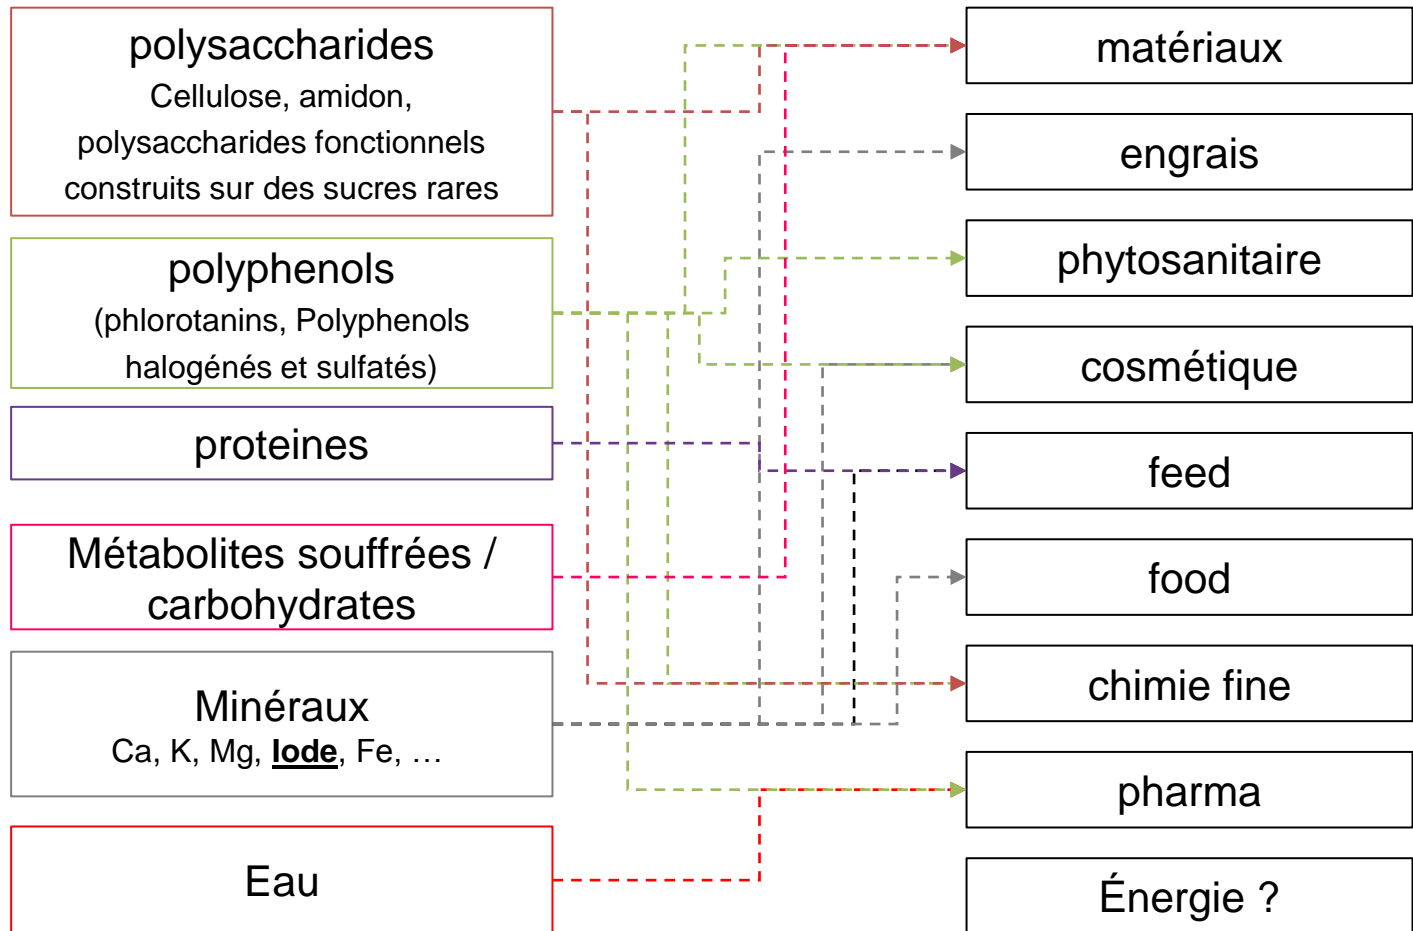 polysaccharides
Cellulose, amidon,
polysaccharides fonctionnels
construits sur des sucres rares
polyphenols
(phlorotanins, Polyphenols
halogénés et sulfatés)
proteines
Métabolites souffrées /
carbohydrates
Minéraux
Ca, K, Mg, Iode, Fe, …
Eau
matériaux
engrais
phytosanitaire
cosmétique
feed
food
chimie fine
pharma
Énergie ?